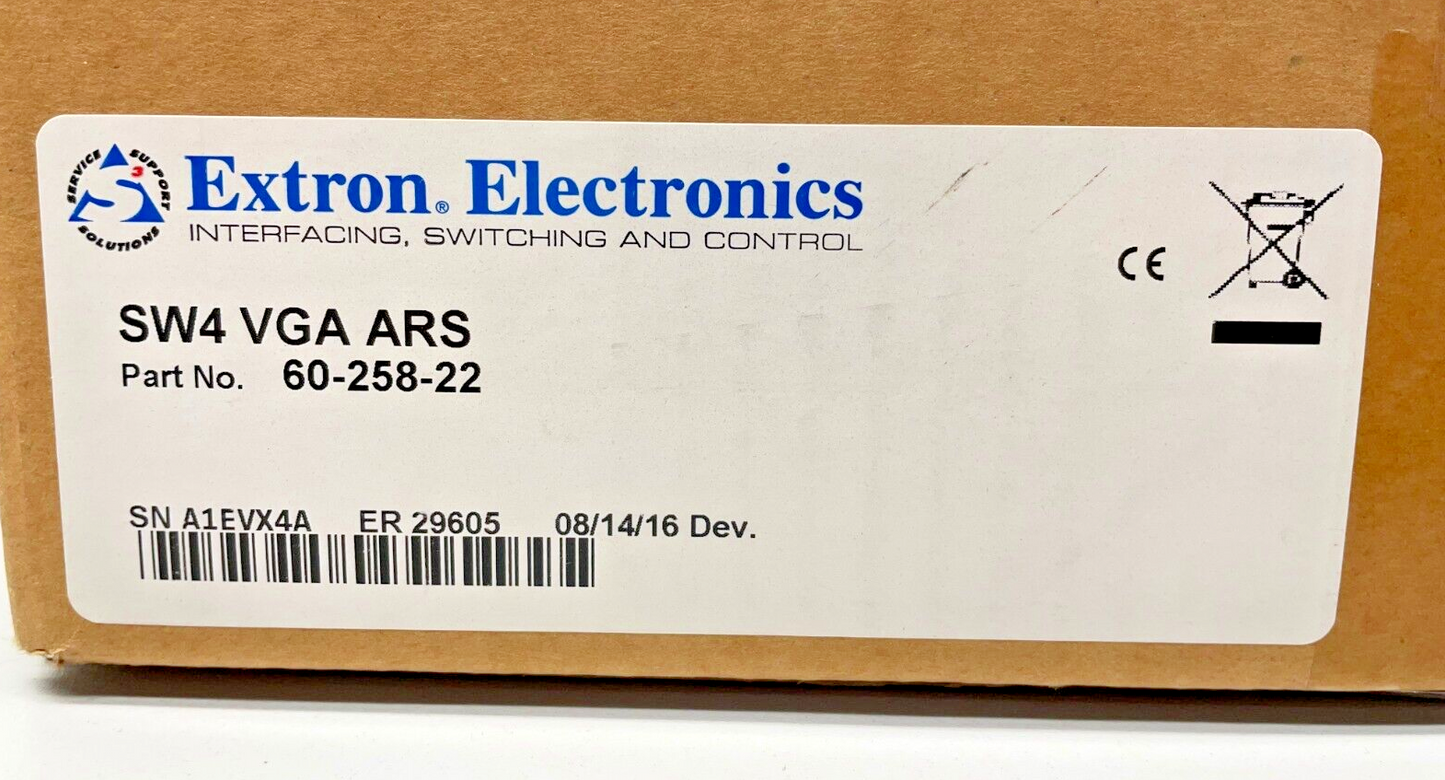 SERVICE SUPPORT SOLUTIONS
S3
Extron® Electronics
INTERFACING, SWITCHING AND CONTROL
CE
SW4 VGA ARS
Part No. 60-258-22
SN A1EVX4A ER 29605 08/14/16 Dev.